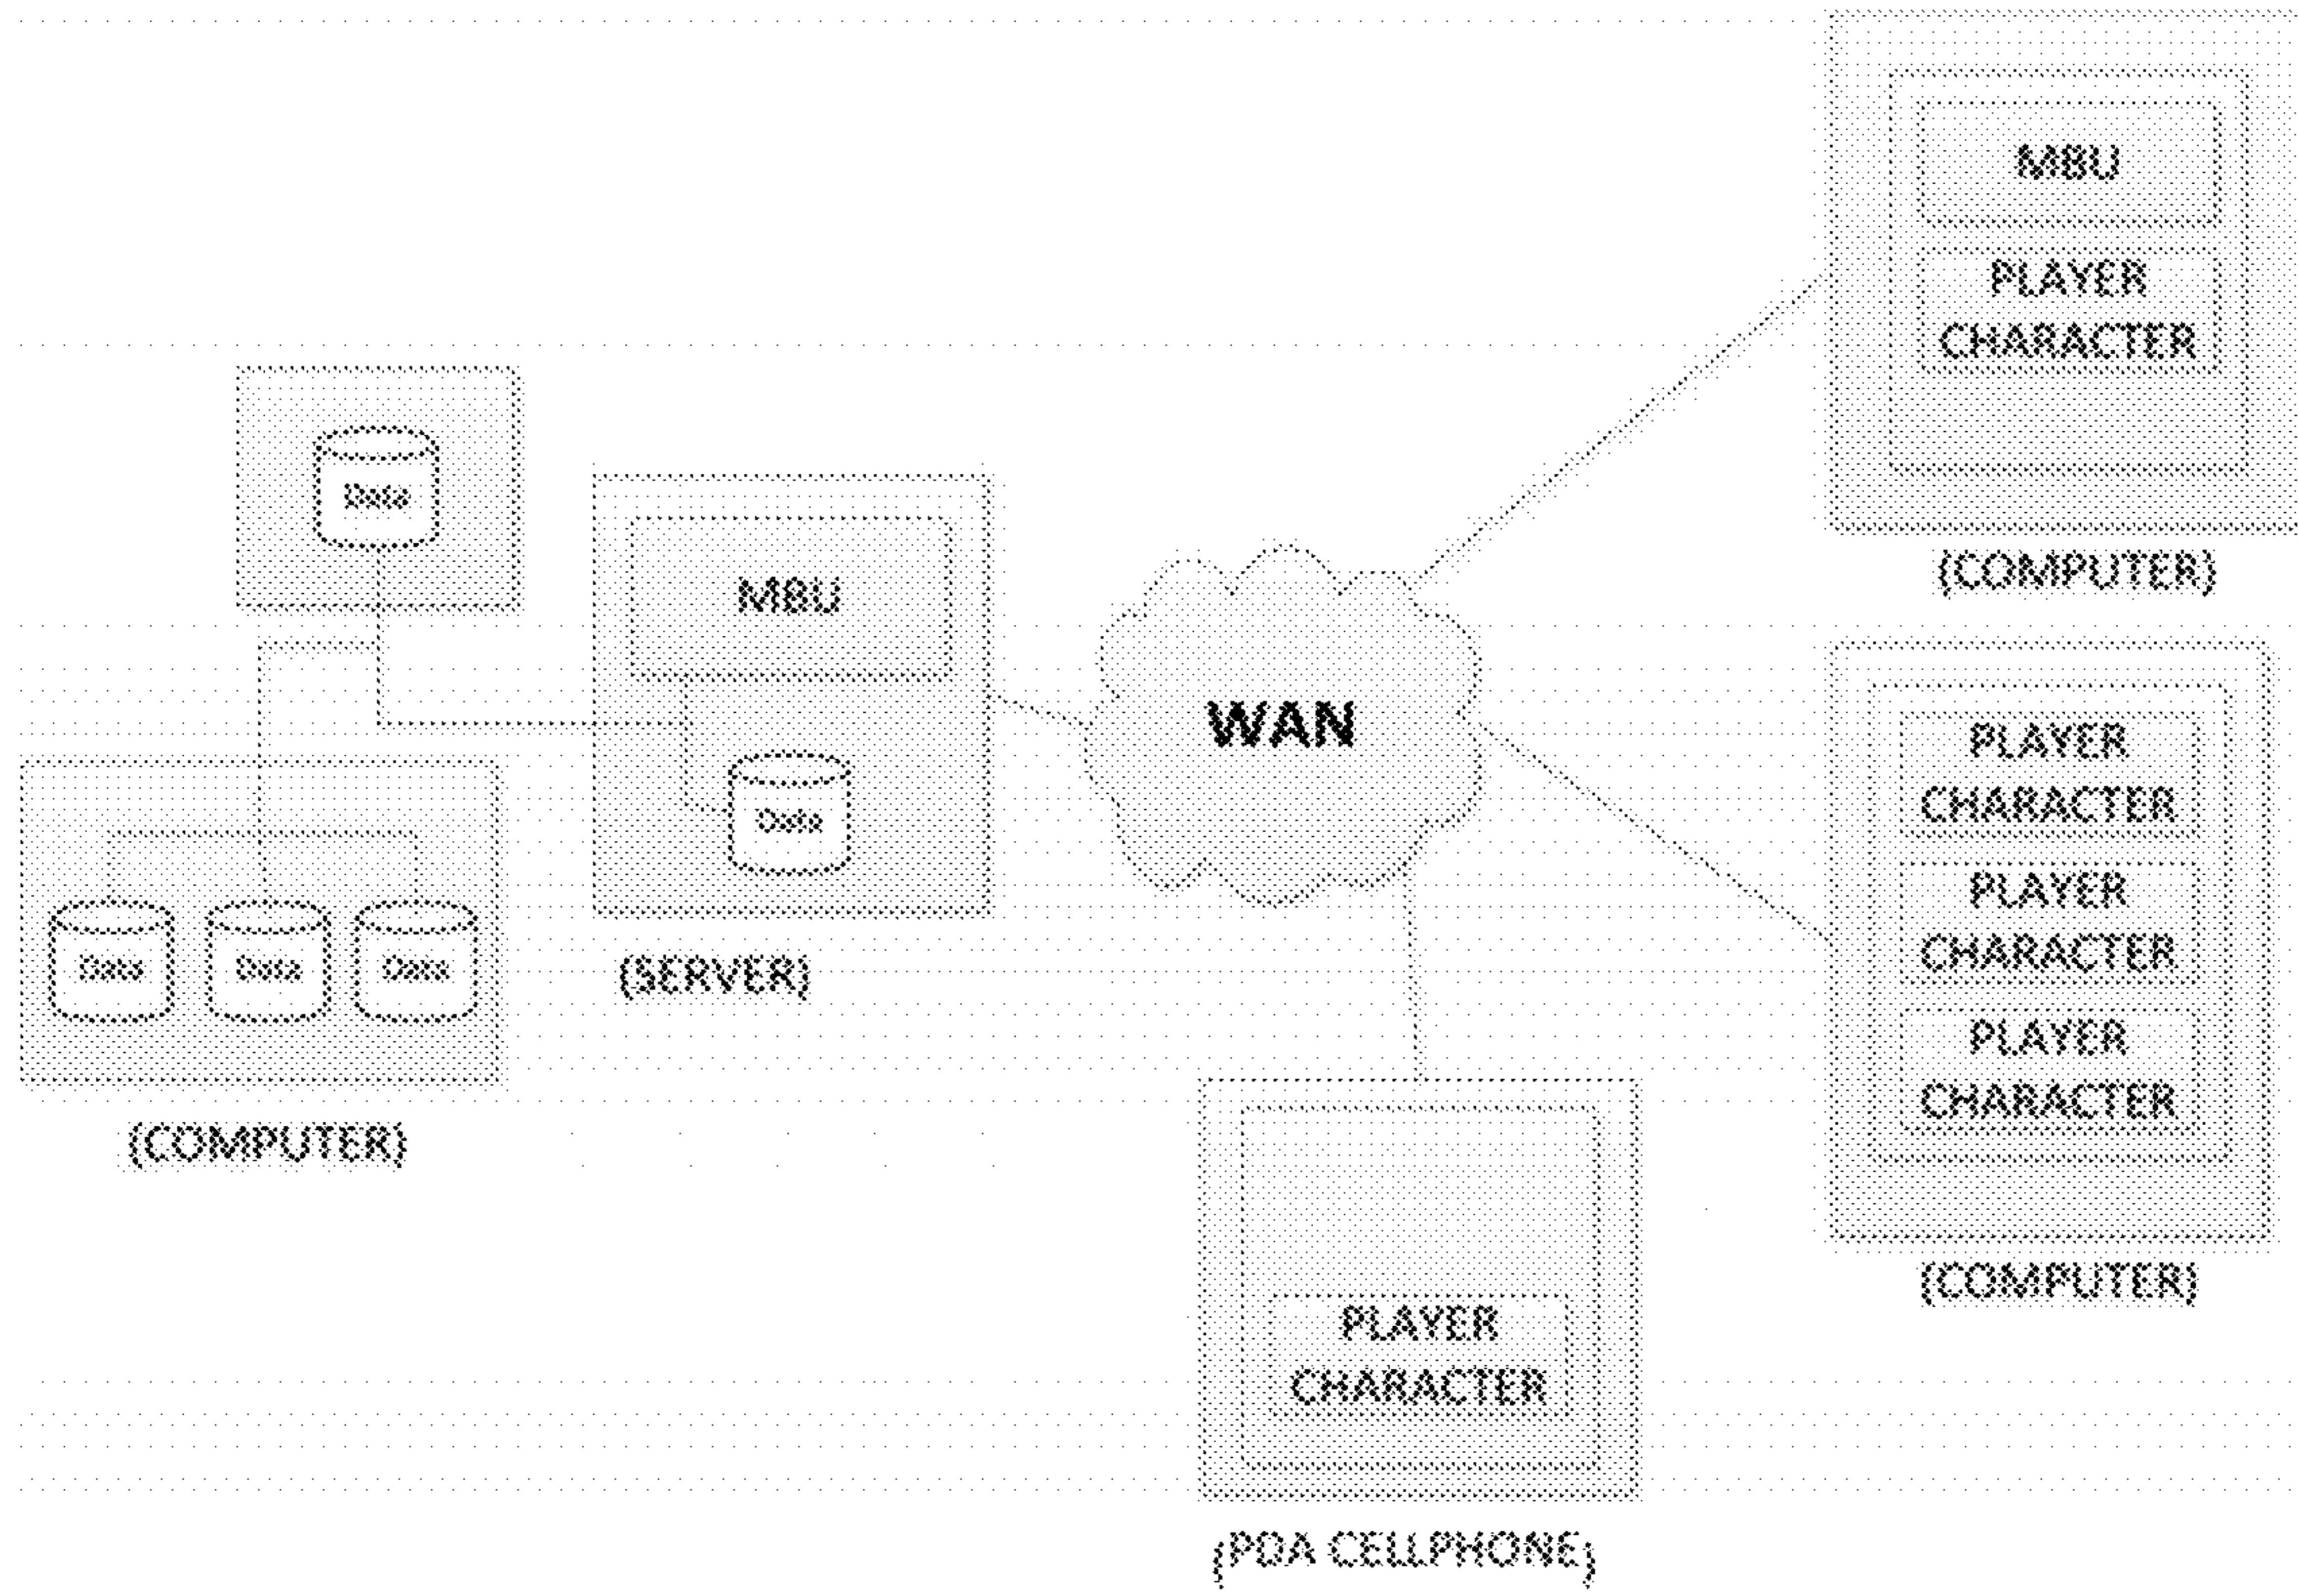 MBU
PLAYER
CHARACTER
(COMPUTER)
Data
MBU
Data
(SERVER)
WAN
Data
Data
Data
(COMPUTER)
PLAYER
CHARACTER
PLAYER
CHARACTER
PLAYER
CHARACTER
(COMPUTER)
PLAYER
CHARACTER
(PDA CELLPHONE)